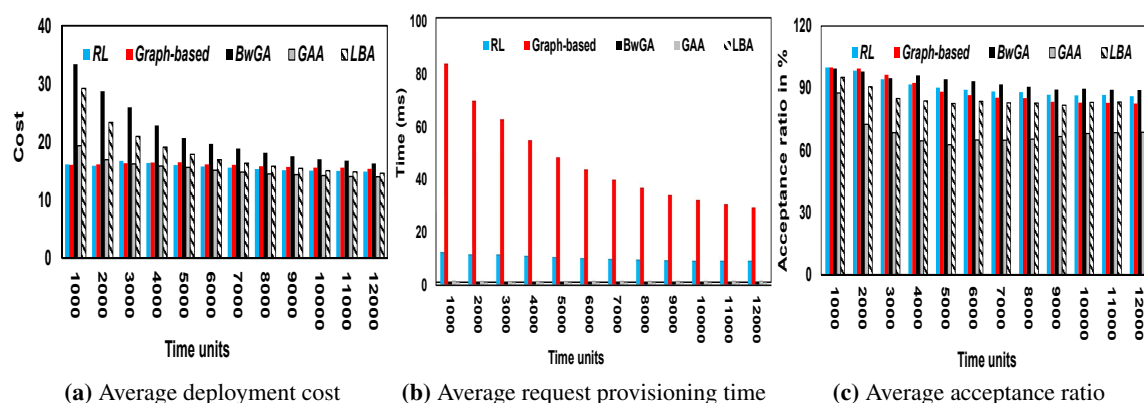 40
30
20
10
0
Cost
RL Graph-based BwGA GAA LBA
1000 2000 3000 4000 5000 6000 7000 8000 9000 10000 11000 12000
Time units
(a) Average deployment cost
100
80
60
40
20
0
Time (ms)
RL Graph-based BwGA GAA LBA
1000 2000 3000 4000 5000 6000 7000 8000 9000 10000 11000 12000
Time units
(b) Average request provisioning time
120
90
60
30
0
Acceptance ratio in %
RL Graph-based BwGA GAA LBA
1000 2000 3000 4000 5000 6000 7000 8000 9000 10000 11000 12000
Time units
(c) Average acceptance ratio